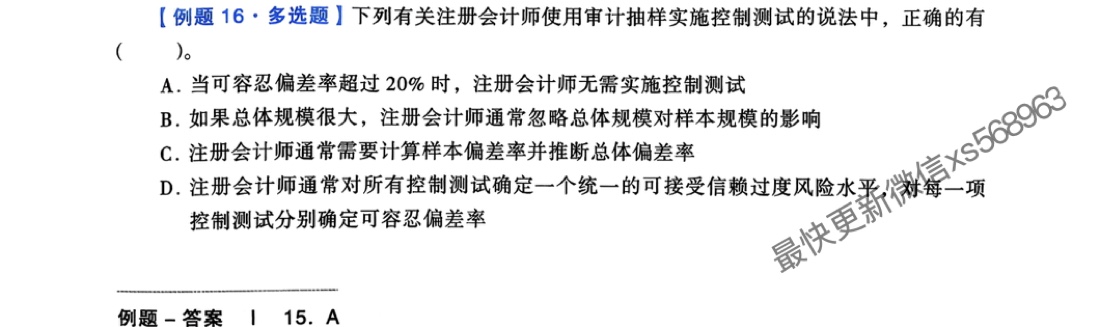 【例题16·多选题】下列有关注册会计师使用审计抽样实施控制测试的说法中，正确的有
（　　）。
A．当可容忍偏差率超过 20% 时，注册会计师无需实施控制测试
B．如果总体规模很大，注册会计师通常忽略总体规模对样本规模的影响
C．注册会计师通常需要计算样本偏差率并推断总体偏差率
D．注册会计师通常对所有控制测试确定一个统一的可接受信赖过度风险水平，对每一项
控制测试分别确定可容忍偏差率
最快更新微信xs568963
例题 – 答案 | 15. A